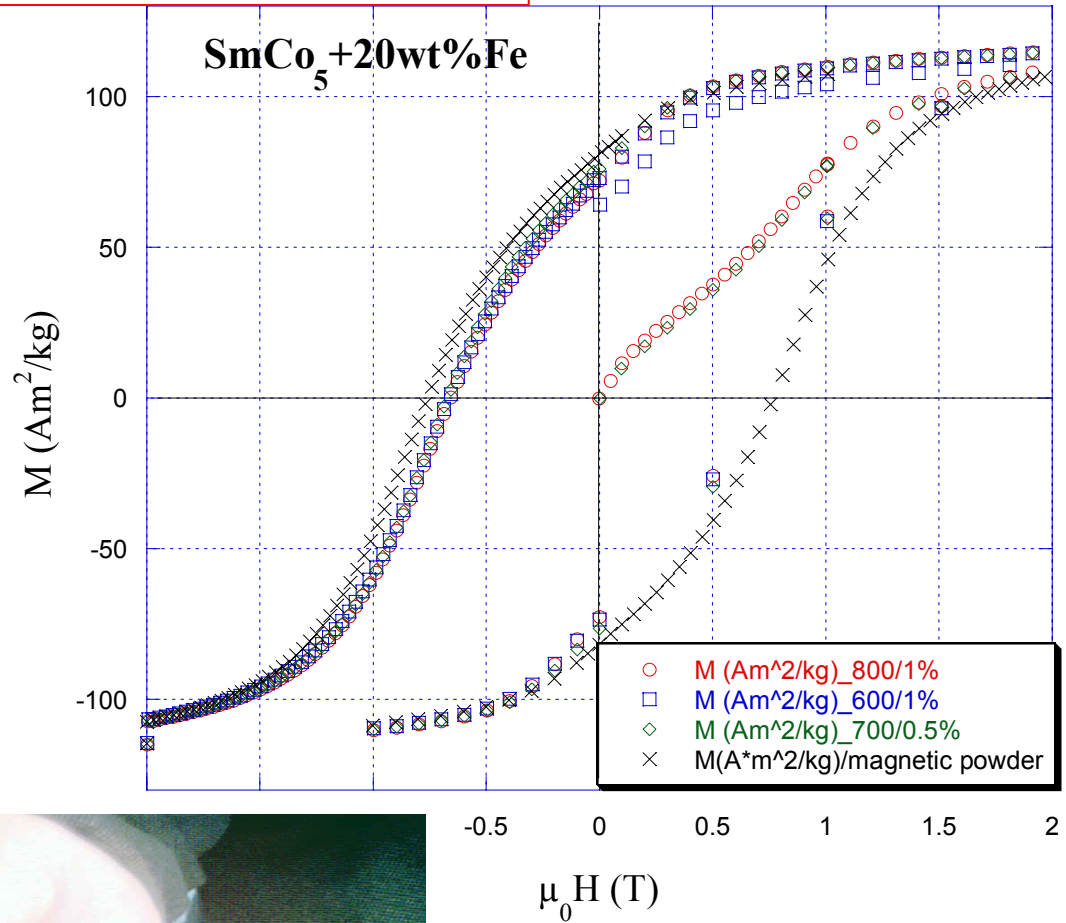 SmCo5+20wt%Fe
M (Am²/kg)
100
50
0
-50
-100
M (Am^2/kg)_800/1%
M (Am^2/kg)_600/1%
M (Am^2/kg)_700/0.5%
M(A*m^2/kg)/magnetic powder
-0.5 0 0.5 1 1.5 2
μ0H (T)